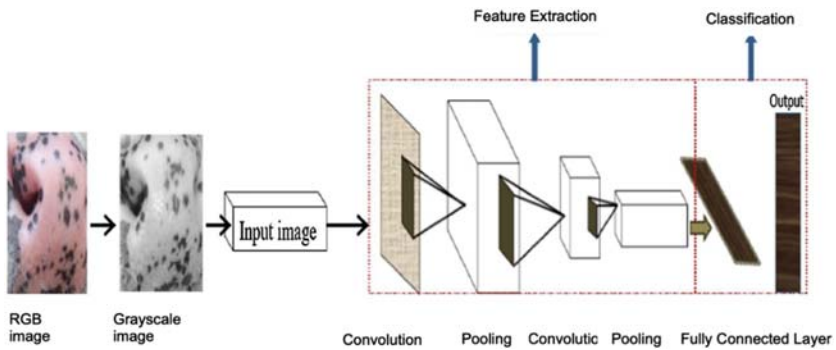 Feature Extraction
Classification
Output
Input image
RGB
image
Grayscale
image
Convolution
Pooling
Convolutic
Pooling
Fully Connected Layer